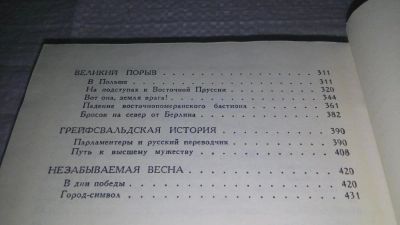 ВЕЛИКИЙ ПОРЫВ . . . . . . . . . . . . . . . . 311
В Польше . . . . . . . . . . . . . . . . . . 311
На подступах к Восточной Пруссии . . . . . . 320
Вот она, земля врага! . . . . . . . . . . . . 344
Падение восточнопомеранского бастиона . . . . 361
Бросок на север от Берлина . . . . . . . . . 382
ГРЕЙФСВАЛЬДСКАЯ ИСТОРИЯ . . . . . . . . . . 390
Парламентеры и русский переводчик . . . . . . 390
Путь к высшему мужеству . . . . . . . . . . . 408
НЕЗАБЫВАЕМАЯ ВЕСНА . . . . . . . . . . . . . 420
В дни победы . . . . . . . . . . . . . . . . 420
Город-символ . . . . . . . . . . . . . . . . 431